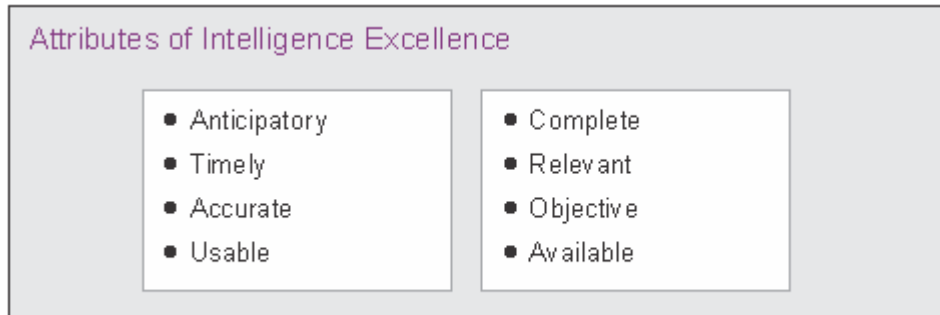 Attributes of Intelligence Excellence
• Anticipatory
• Timely
• Accurate
• Usable
• Complete
• Relevant
• Objective
• Available